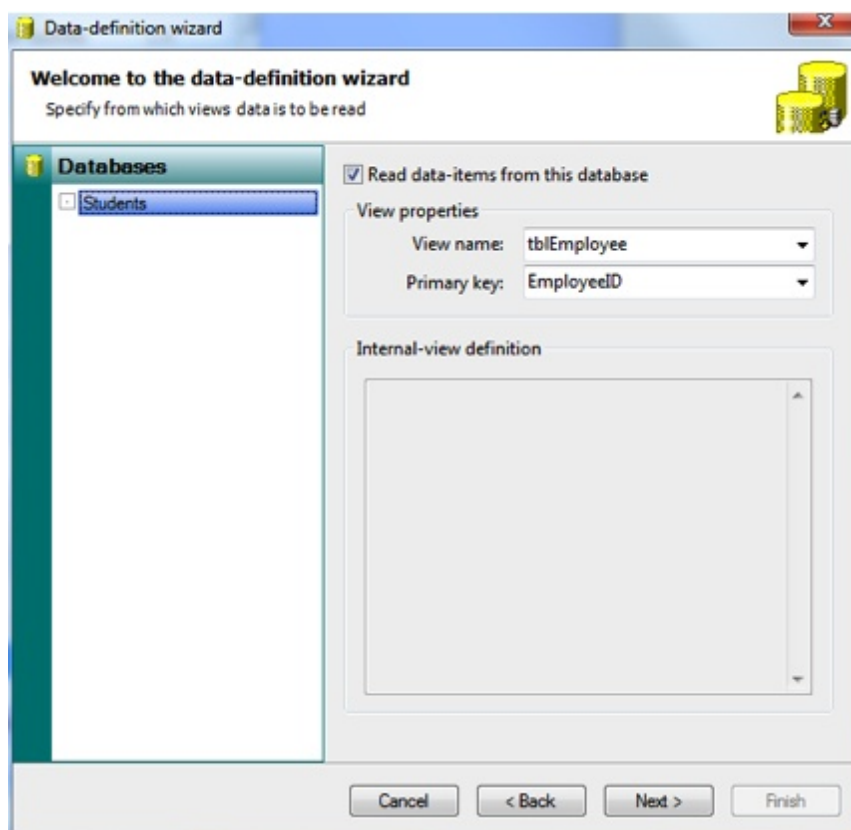 Data-definition wizard
Welcome to the data-definition wizard
Specify from which views data is to be read
Databases
Students
Read data-items from this database
View properties
View name: tblEmployee
Primary key: EmployeeID
Internal-view definition
Cancel < Back Next > Finish